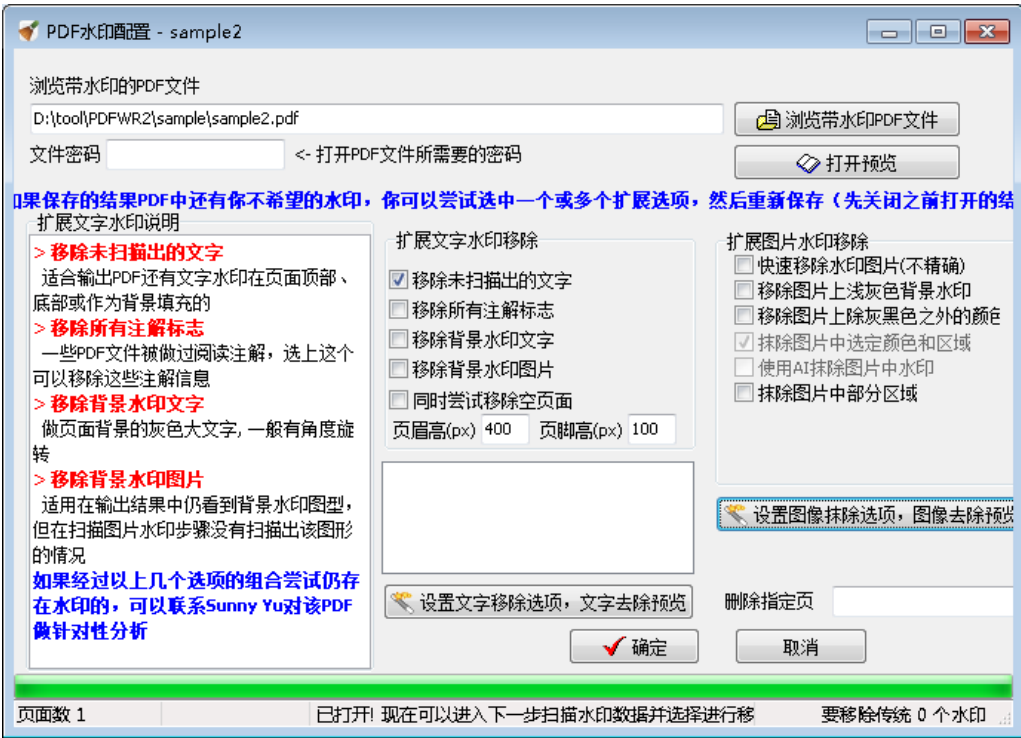 PDF水印配置 - sample2
浏览带水印的PDF文件
D:\tool\PDFWR2\sample\sample2.pdf
浏览带水印PDF文件
文件密码
<- 打开PDF文件所需要的密码
打开预览
如果保存的结果PDF中还有你不希望的水印，你可以尝试选中一个或多个扩展选项，然后重新保存（先关闭之前打开的结
扩展文字水印说明
> 移除未扫描出的文字
适合输出PDF还有文字水印在页面顶部、
底部或作为背景填充的
> 移除所有注解标志
一些PDF文件被做过阅读注解，选上这个
可以移除这些注解信息
> 移除背景水印文字
做页面背景的灰色大文字, 一般有角度旋
转
> 移除背景水印图片
适用在输出结果中仍看到背景水印图型，
但在扫描图片水印步骤没有扫描出该图形
的情况
如果经过以上几个选项的组合尝试仍存
在水印的，可以联系Sunny Yu对该PDF
做针对性分析
扩展文字水印移除
移除未扫描出的文字
移除所有注解标志
移除背景水印文字
移除背景水印图片
同时尝试移除空页面
页眉高(px) 400 页脚高(px) 100
设置文字移除选项，文字去除预览
扩展图片水印移除
快速移除水印图片(不精确)
移除图片上浅灰色背景水印
移除图片上除灰黑色之外的颜色
抹除图片中选定颜色和区域
使用AI抹除图片中水印
抹除图片中部分区域
设置图像抹除选项，图像去除预览
删除指定页
确定
取消
页面数 1
已打开! 现在可以进入下一步扫描水印数据并选择进行移
要移除传统 0 个水印